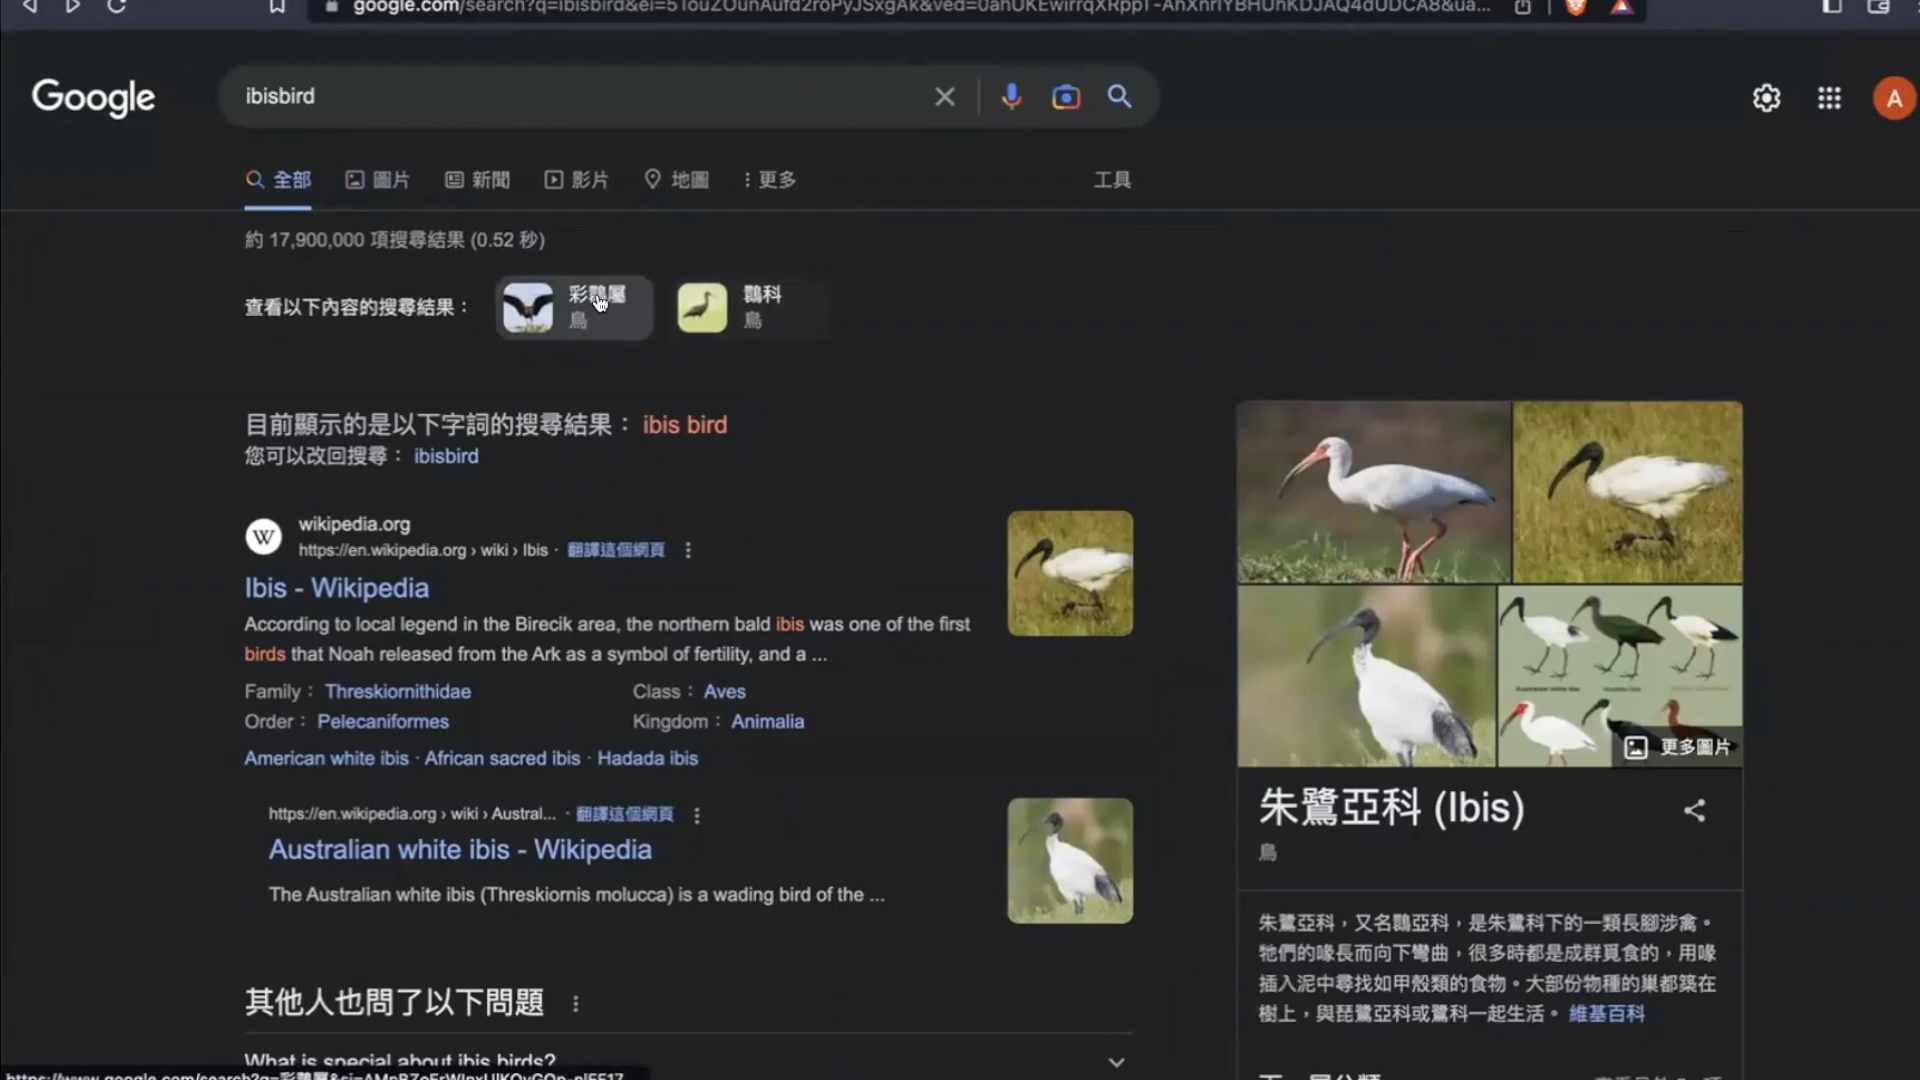 Google
ibisbird
A
全部
圖片
新聞
影片
地圖
更多
工具
約 17,900,000 項搜尋結果 (0.52 秒)
查看以下內容的搜尋結果：
彩䴉屬
鳥
䴉科
鳥
目前顯示的是以下字詞的搜尋結果： ibis bird
您可以改回搜尋： ibisbird
wikipedia.org
https://en.wikipedia.org › wiki › Ibis · 翻譯這個網頁
Ibis - Wikipedia
According to local legend in the Birecik area, the northern bald ibis was one of the first
birds that Noah released from the Ark as a symbol of fertility, and a ...
Family： Threskiornithidae
Class： Aves
Order： Pelecaniformes
Kingdom： Animalia
American white ibis · African sacred ibis · Hadada ibis
https://en.wikipedia.org › wiki › Austral... · 翻譯這個網頁
Australian white ibis - Wikipedia
The Australian white ibis (Threskiornis molucca) is a wading bird of the ...
其他人也問了以下問題
What is special about ibis birds?
更多圖片
朱鷺亞科 (Ibis)
鳥
朱鷺亞科，又名䴉亞科，是朱鷺科下的一類長腳涉禽。
牠們的喙長而向下彎曲，很多時都是成群覓食的，用喙
插入泥中尋找如甲殼類的食物。大部份物種的巢都築在
樹上，與琵鷺亞科或鷺科一起生活。 維基百科